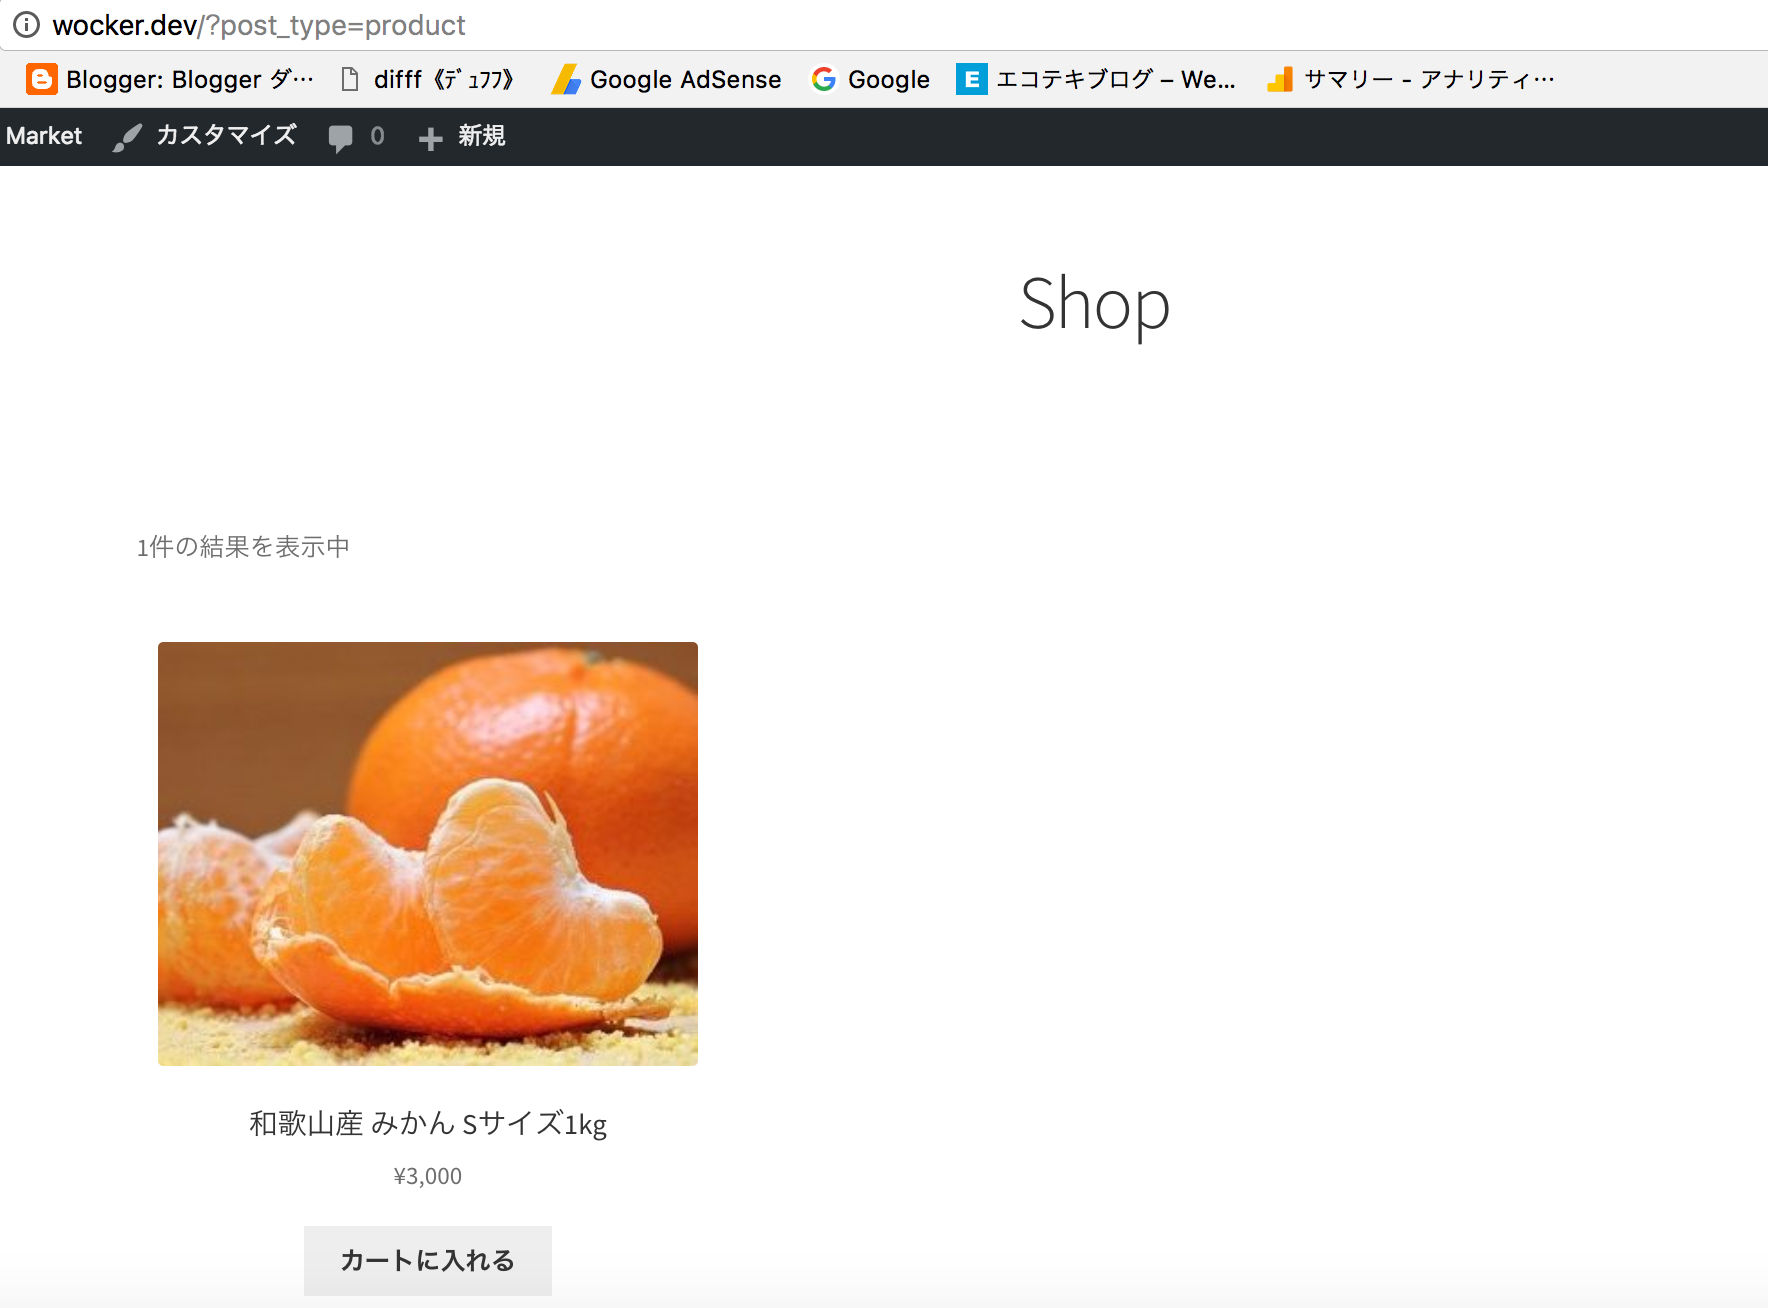 wocker.dev/?post_type=product
Blogger: Blogger ダ… difff《ﾃﾞｭﾌﾌ》 Google AdSense Google エコテキブログ – We... サマリー - アナリティ…
Market カスタマイズ 0 新規
Shop
1件の結果を表示中
和歌山産 みかん Sサイズ1kg
¥3,000
カートに入れる